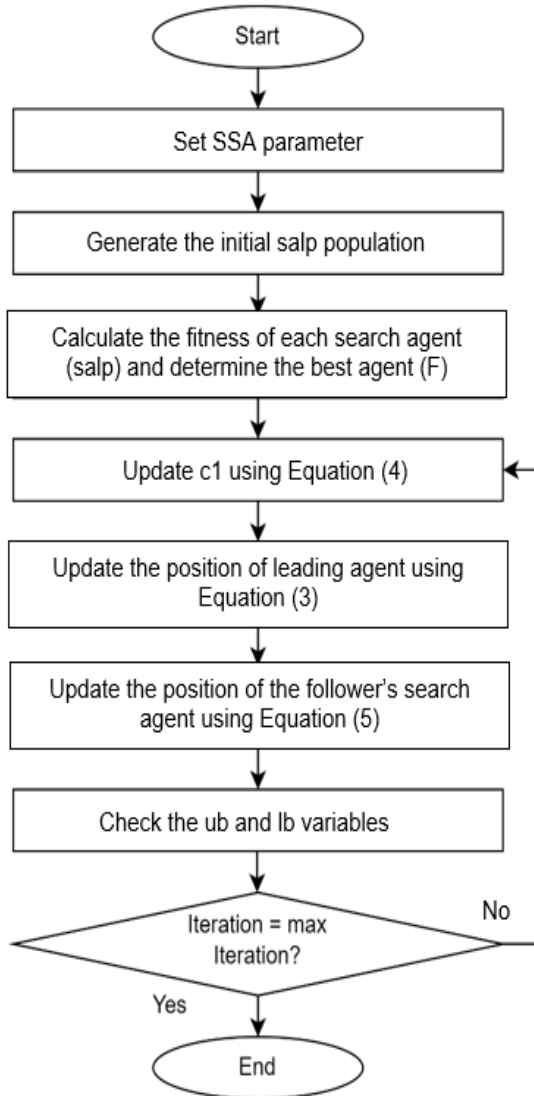 Start
Set SSA parameter
Generate the initial salp population
Calculate the fitness of each search agent
(salp) and determine the best agent (F)
Update c1 using Equation (4)
Update the position of leading agent using
Equation (3)
Update the position of the follower's search
agent using Equation (5)
Check the ub and lb variables
Iteration = max
Iteration?
No
Yes
End